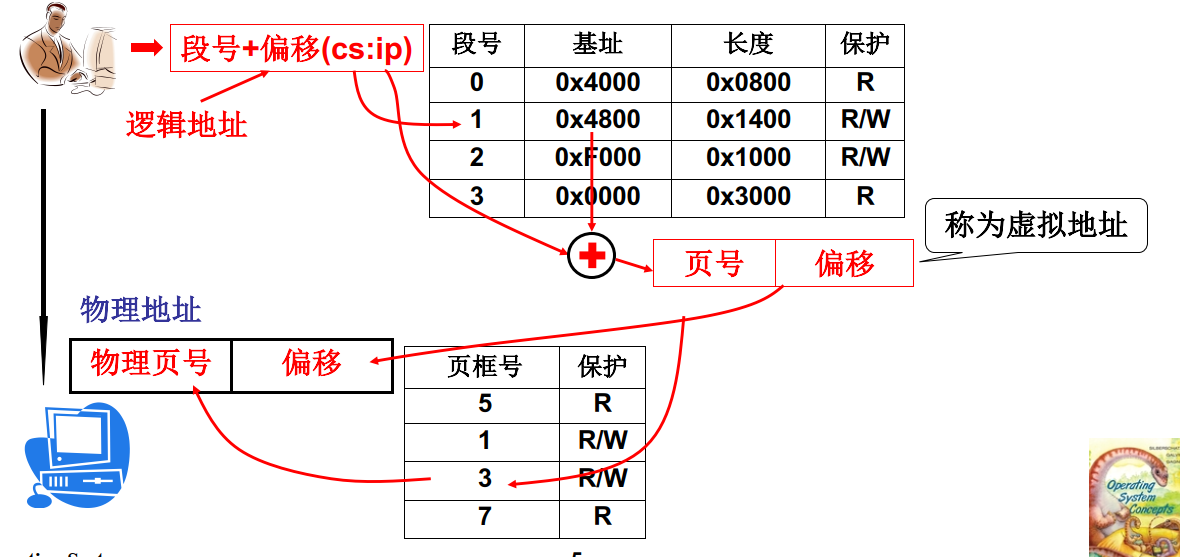 段号+偏移(cs:ip)
逻辑地址
段号 基址 长度 保护
0 0x4000 0x0800 R
1 0x4800 0x1400 R/W
2 0xF000 0x1000 R/W
3 0x0000 0x3000 R
称为虚拟地址
页号 偏移
物理地址
物理页号 偏移
页框号 保护
5 R
1 R/W
3 R/W
7 R
Operating
System
Concepts